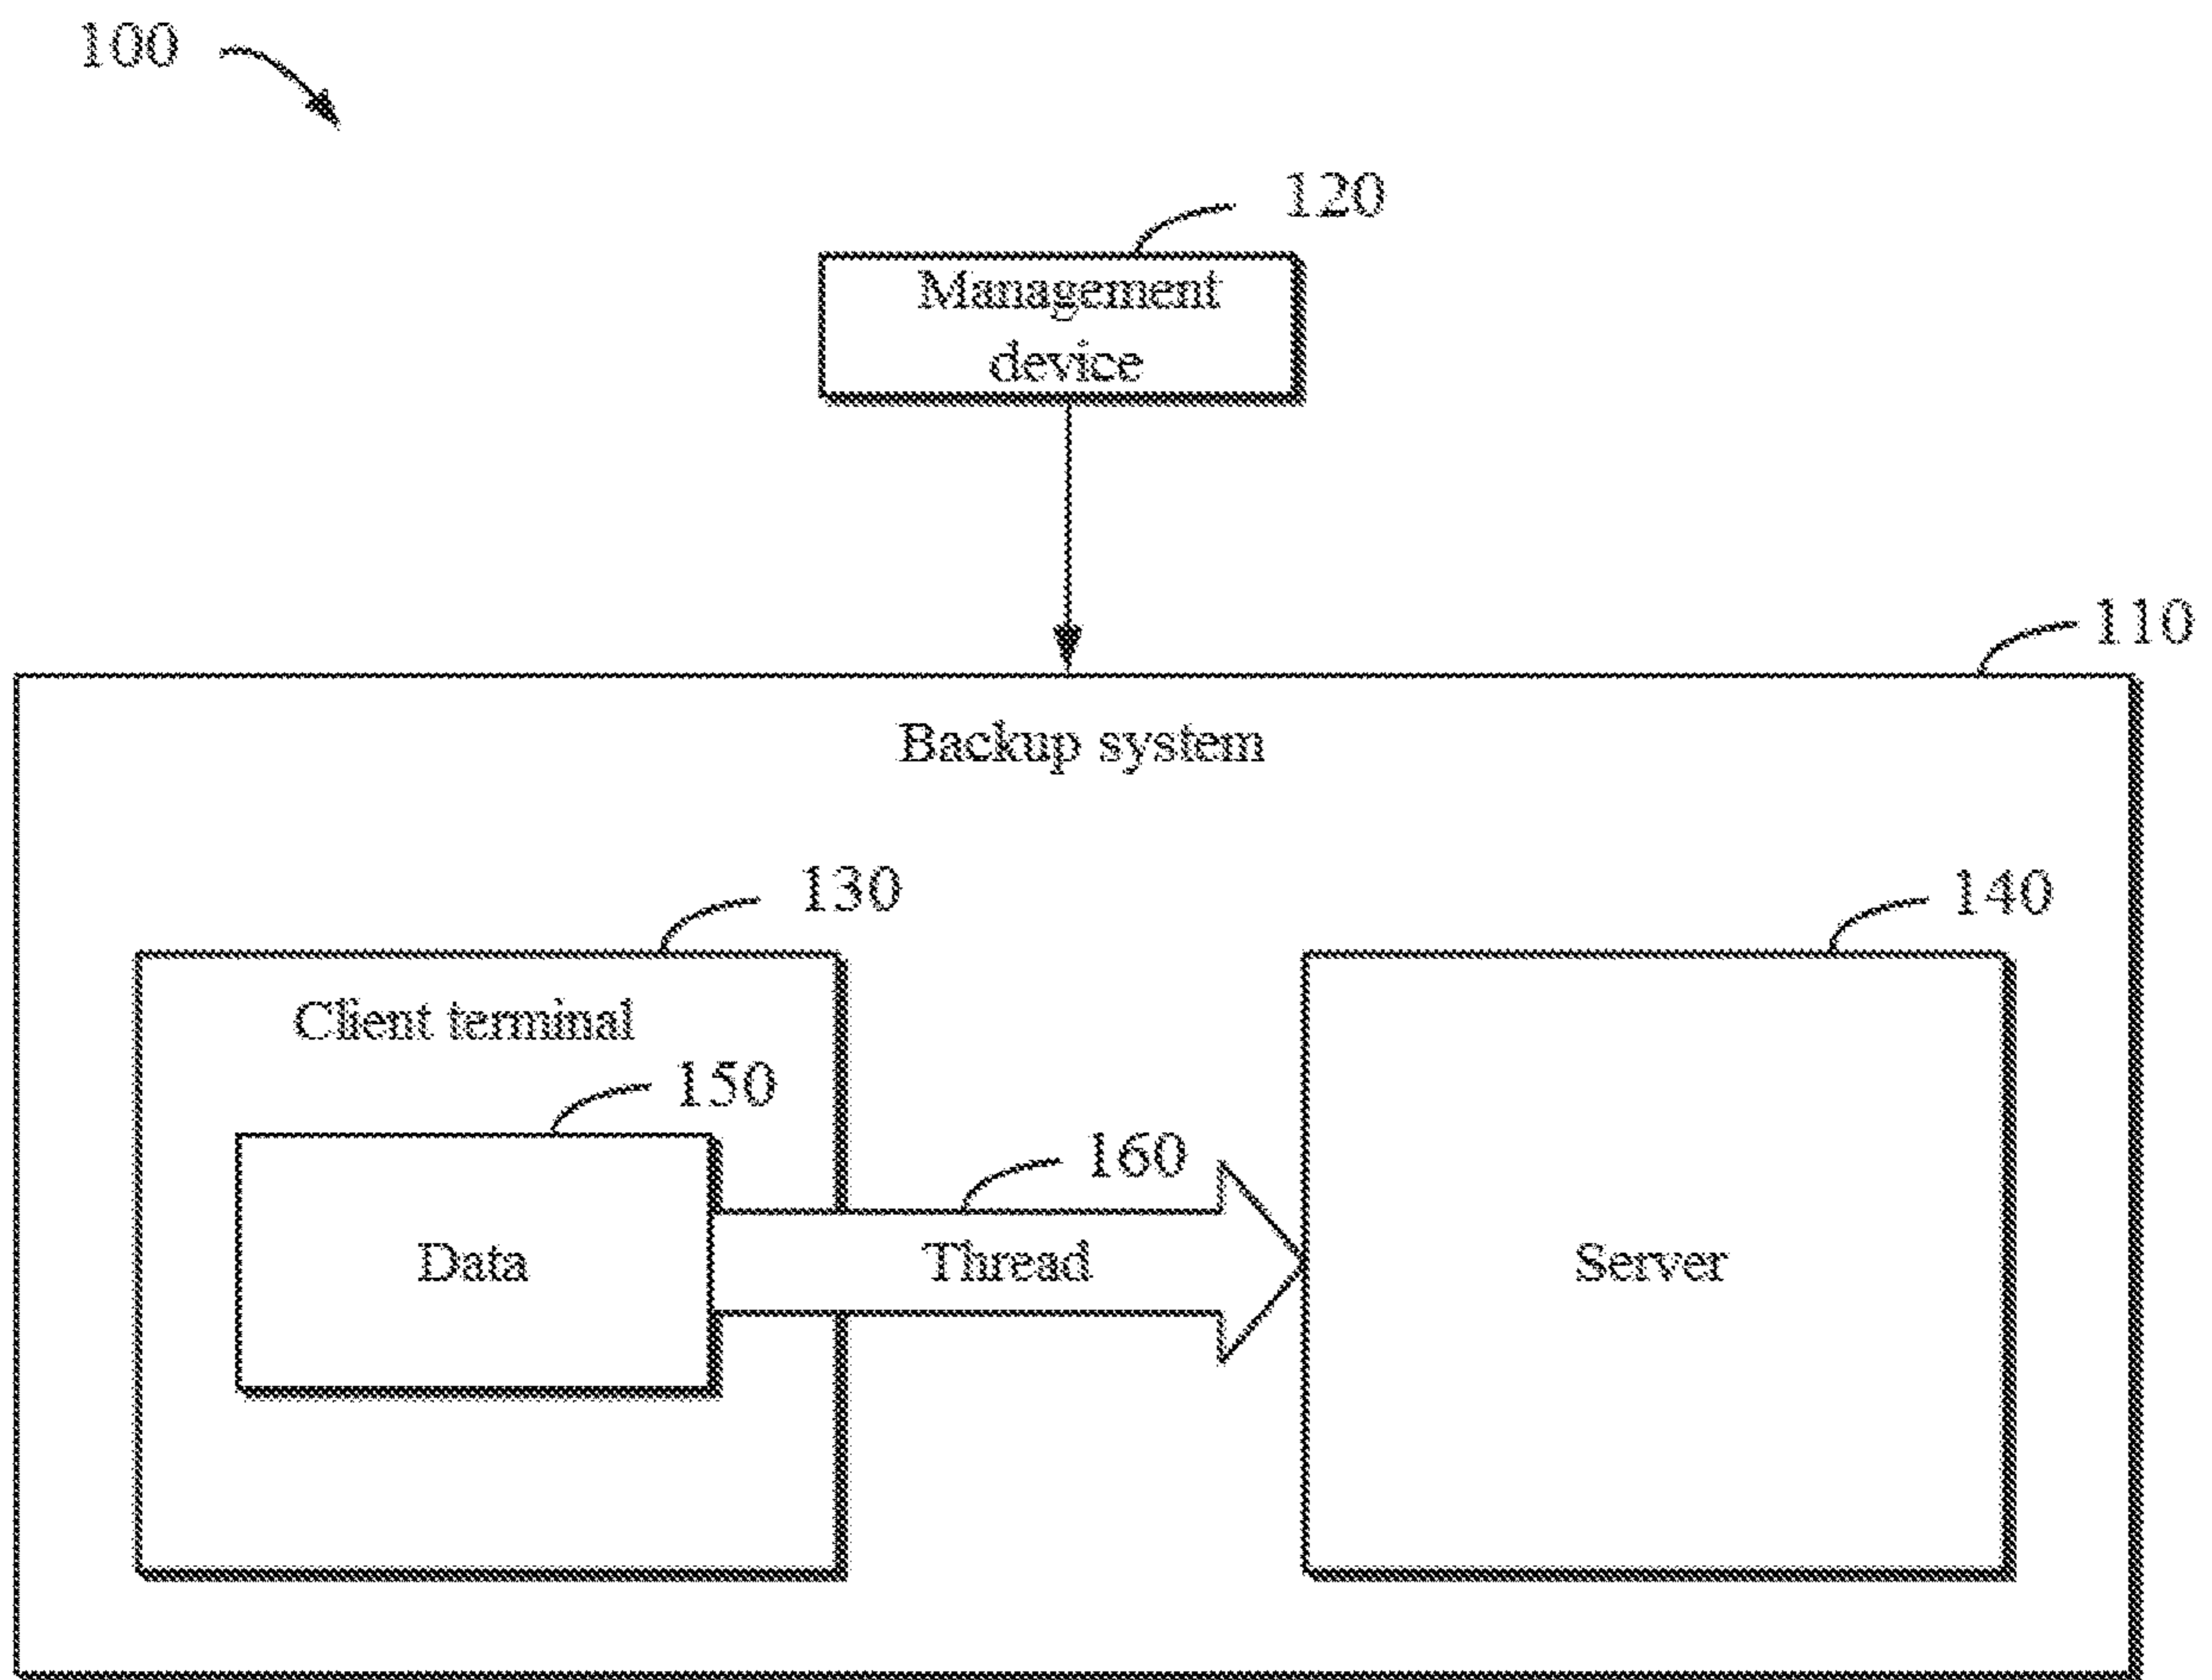 100
120
Management
device
110
Backup system
130
140
Client terminal
150
160
Data
Thread
Server